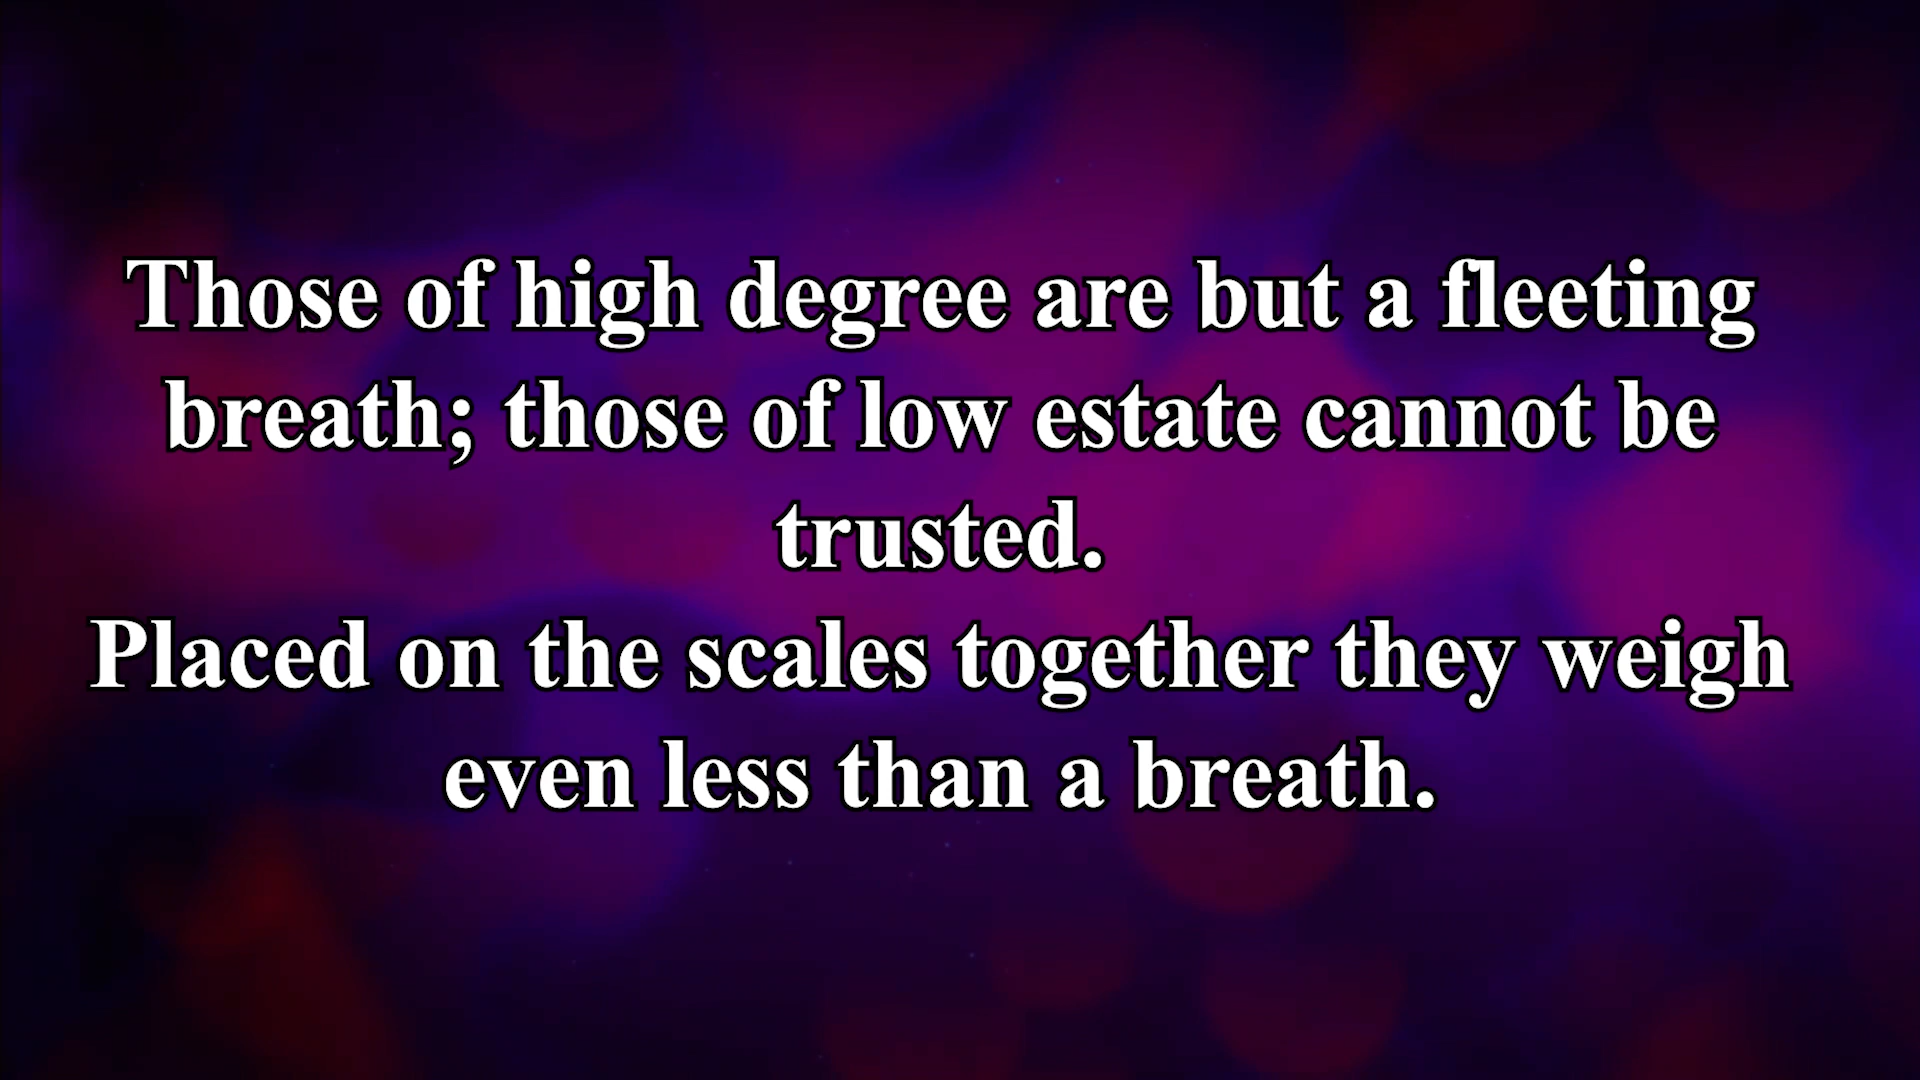 Those of high degree are but a fleeting
breath; those of low estate cannot be
trusted.
Placed on the scales together they weigh
even less than a breath.